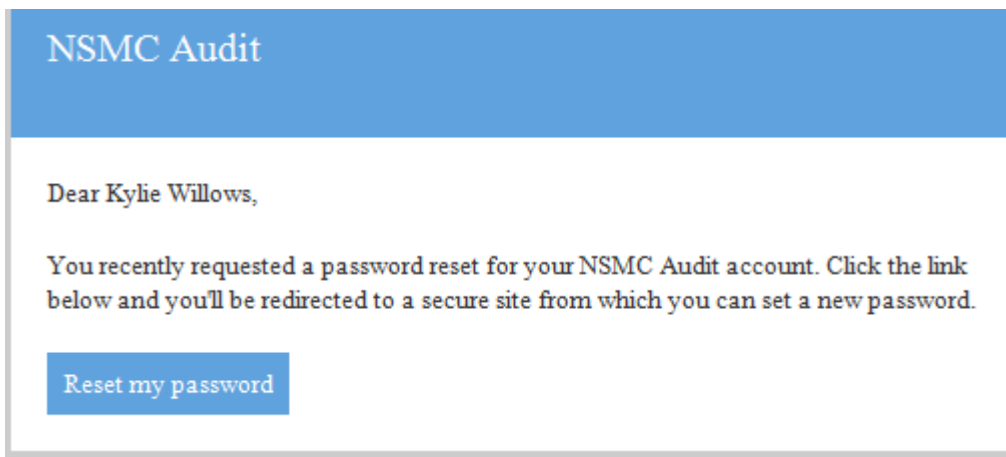 NSMC Audit
Dear Kylie Willows,
You recently requested a password reset for your NSMC Audit account. Click the link
below and you'll be redirected to a secure site from which you can set a new password.
Reset my password